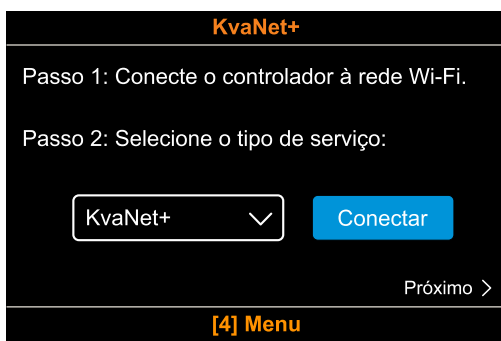 KvaNet+
Passo 1: Conecte o controlador à rede Wi-Fi.
Passo 2: Selecione o tipo de serviço:
KvaNet+
Conectar
Próximo >
[4] Menu